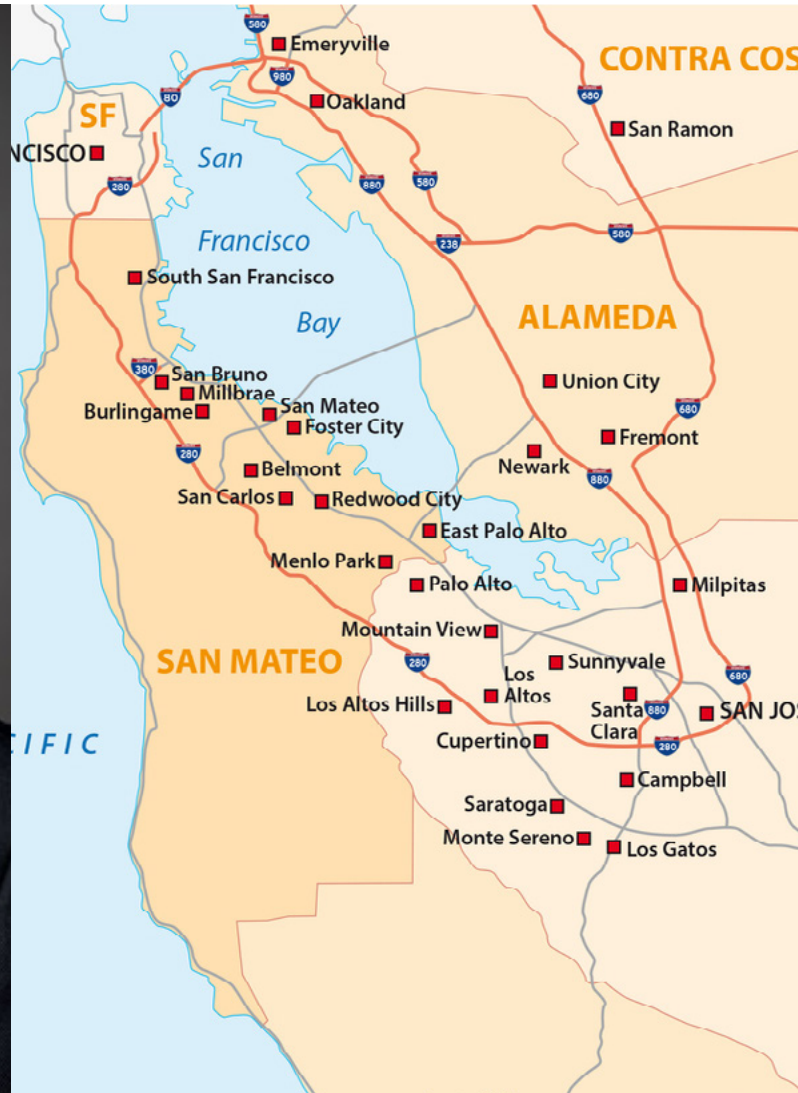 580
Emeryville
CONTRA COS
980
80
680
Oakland
SF
San Ramon
NCISCO
San
280
880
580
Francisco
238
580
South San Francisco
Bay
ALAMEDA
380
San Bruno
Union City
Millbrae
Burlingame
San Mateo
680
Foster City
Fremont
280
Newark
Belmont
880
San Carlos
Redwood City
East Palo Alto
Menlo Park
Palo Alto
Milpitas
Mountain View
SAN MATEO
280
Sunnyvale
Los
Altos
680
Los Altos Hills
Santa
Clara
880
SAN JO
CIFIC
Cupertino
280
Campbell
Saratoga
Monte Sereno
Los Gatos